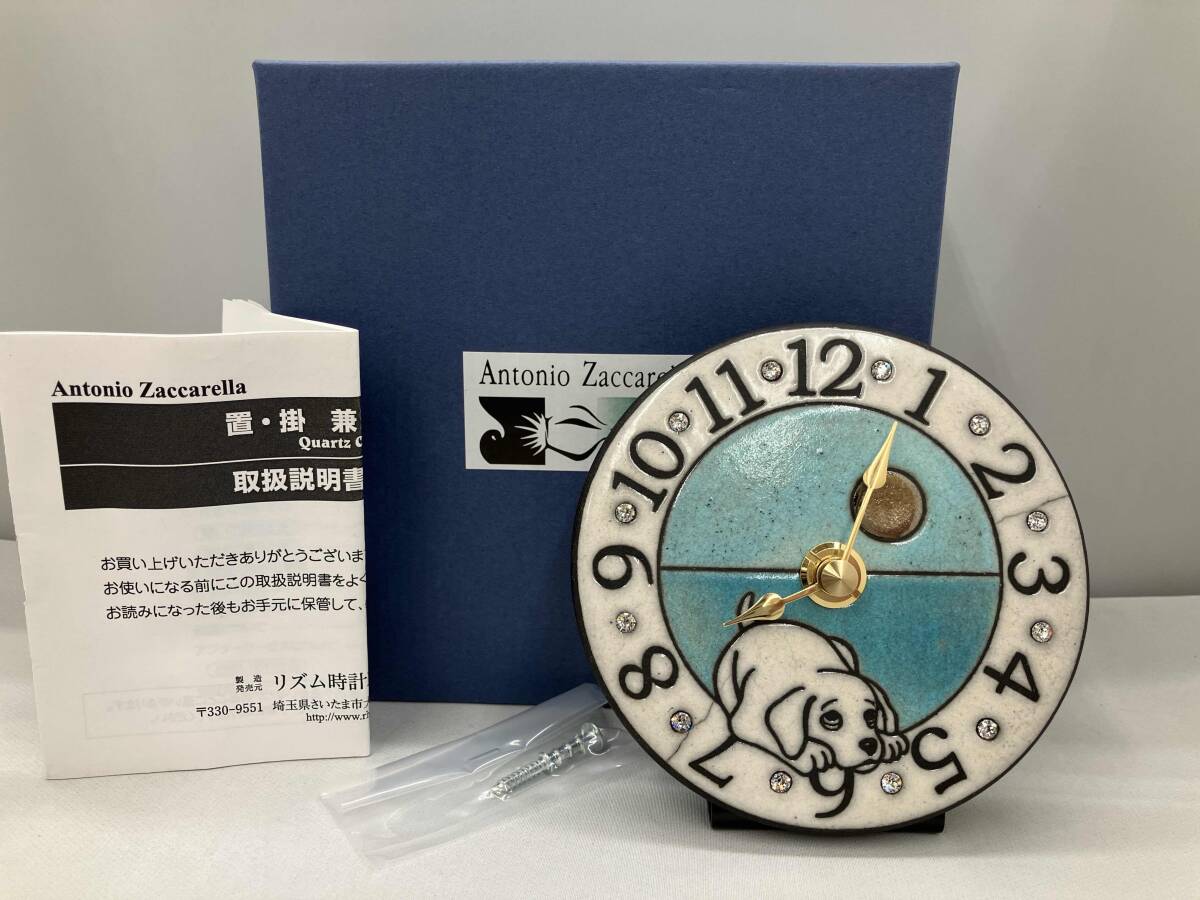 Antonio Zaccarella
置・掛 兼
Quartz C
取扱説明書
お買い上げいただきありがとうございま
お使いになる前にこの取扱説明書をよく
お読みになった後もお手元に保管して、
製造
発売元 リズム時計
〒330-9551 埼玉県さいたま市
http://www.r
Antonio Zaccarel
12
1
2
3
4
5
6
7
8
9
10
11